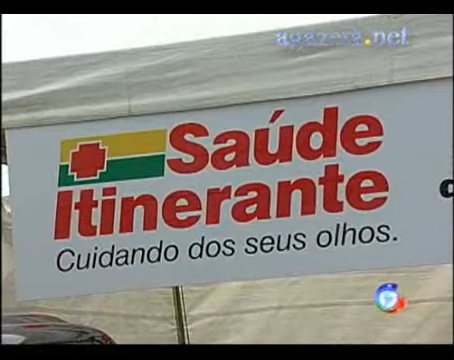 agazeta.net
Saúde
Itinerante
Cuidando dos seus olhos.